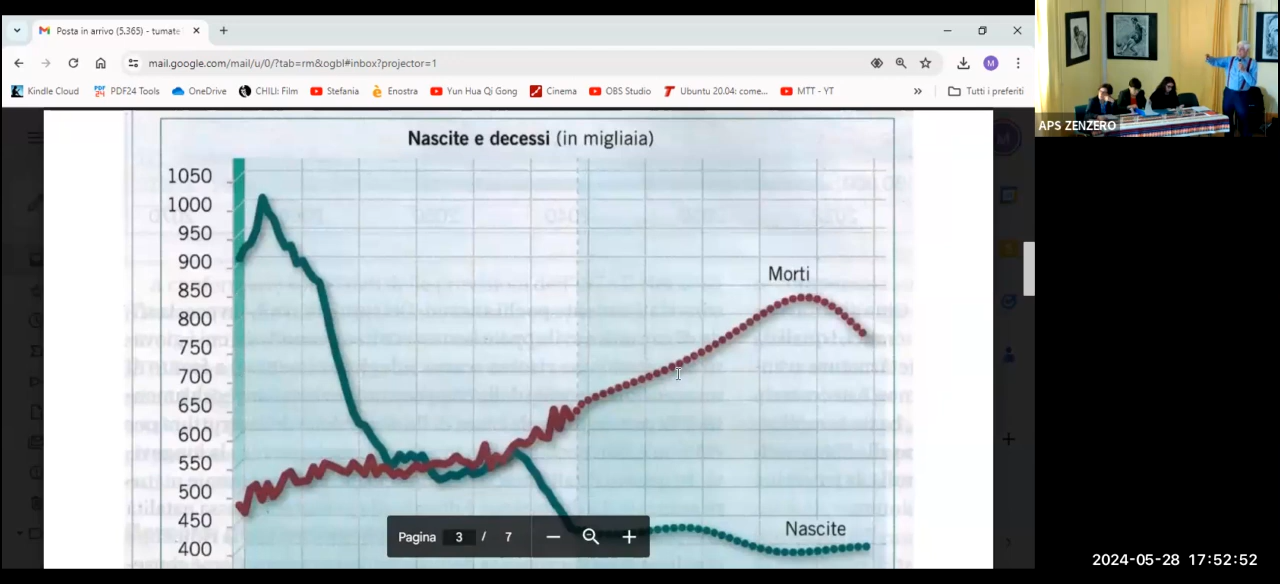 Posta in arrivo (5.365) - tumate
mail.google.com/mail/u/0/?tab=rm&ogbl#inbox?projector=1
M
Kindle Cloud
PDF24 Tools
OneDrive
CHILI: Film
Stefania
Enostra
Yun Hua Qi Gong
Cinema
OBS Studio
Ubuntu 20.04: come...
MTT - YT
»
Tutti i preferiti
APS ZENZERO
Nascite e decessi (in migliaia)
1050
1000
950
900
850
800
750
700
650
600
550
500
450
400
Morti
Nascite
Pagina 3 / 7
2024-05-28 17:52:52